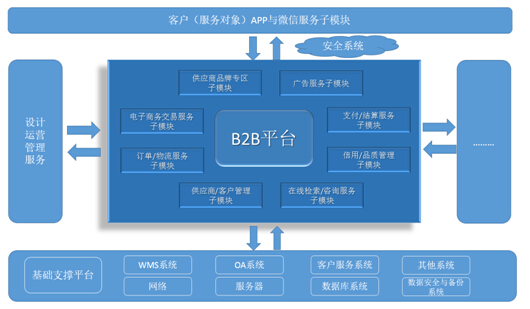 客户（服务对象）APP与微信服务子模块
安全系统
设计
运营
管理
服务
供应商品牌专区
子模块
广告服务子模块
电子商务交易服务
子模块
支付/结算服务
子模块
B2B平台
订单/物流服务
子模块
信用/品质管理
子模块
供应商/客户管理
子模块
在线检索/咨询服务
子模块
………
基础支撑平台
WMS系统
OA系统
客户服务系统
其他系统
网络
服务器
数据库系统
数据安全与备份
系统